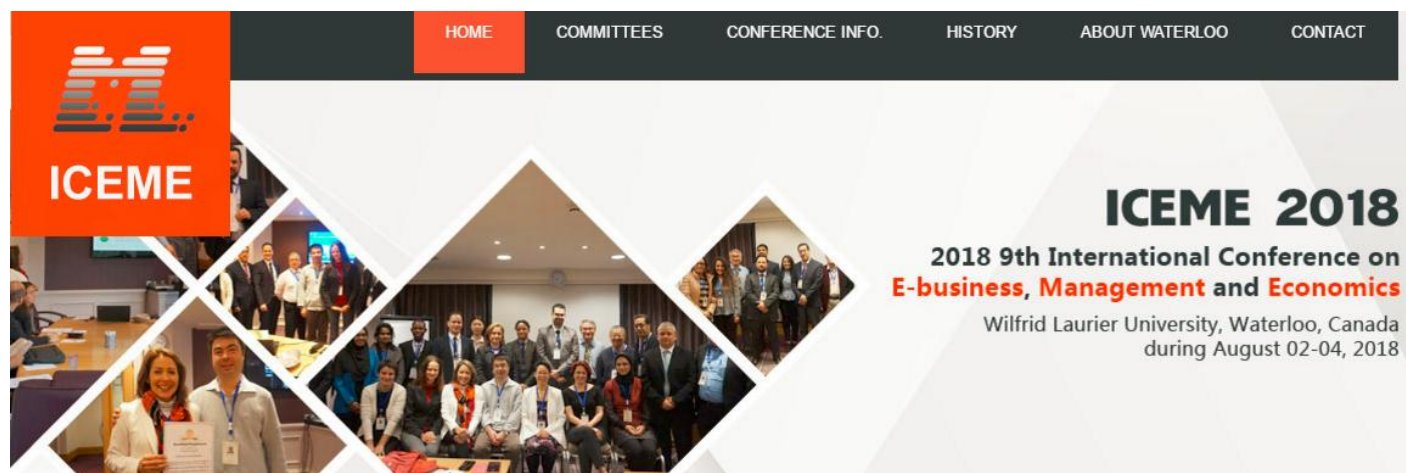 HOME COMMITTEES CONFERENCE INFO. HISTORY ABOUT WATERLOO CONTACT
ICEME
ICEME 2018
2018 9th International Conference on
E-business, Management and Economics
Wilfrid Laurier University, Waterloo, Canada
during August 02-04, 2018